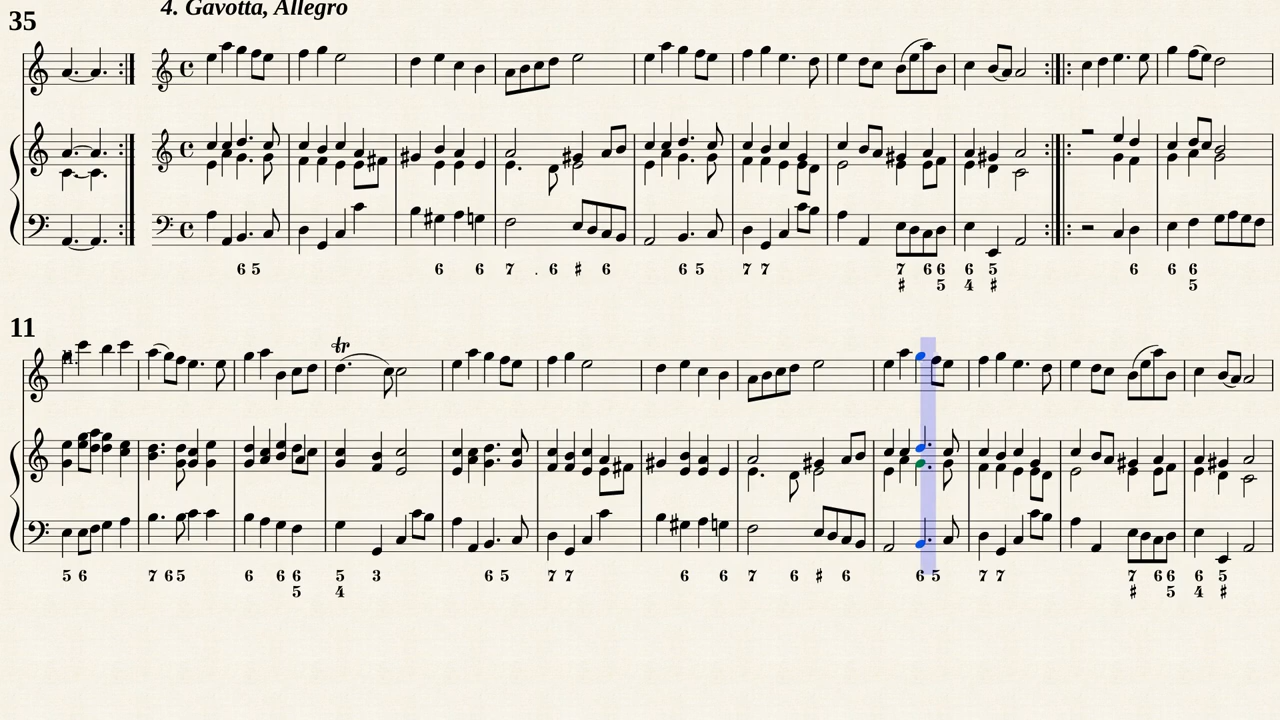 4. Gavotta, Allegro
35
6 5 6 6 7 . 6 ♯ 6 6 5 7 7 7 6 6 6 5 6 6 6
♯ 5 4 ♯ 5
11
tr
5 6 7 6 5 6 6 6 5 3 6 5 7 7 6 6 7 6 ♯ 6 6 5 7 7 7 6 6 6 5
5 4 ♯ 5 4 ♯